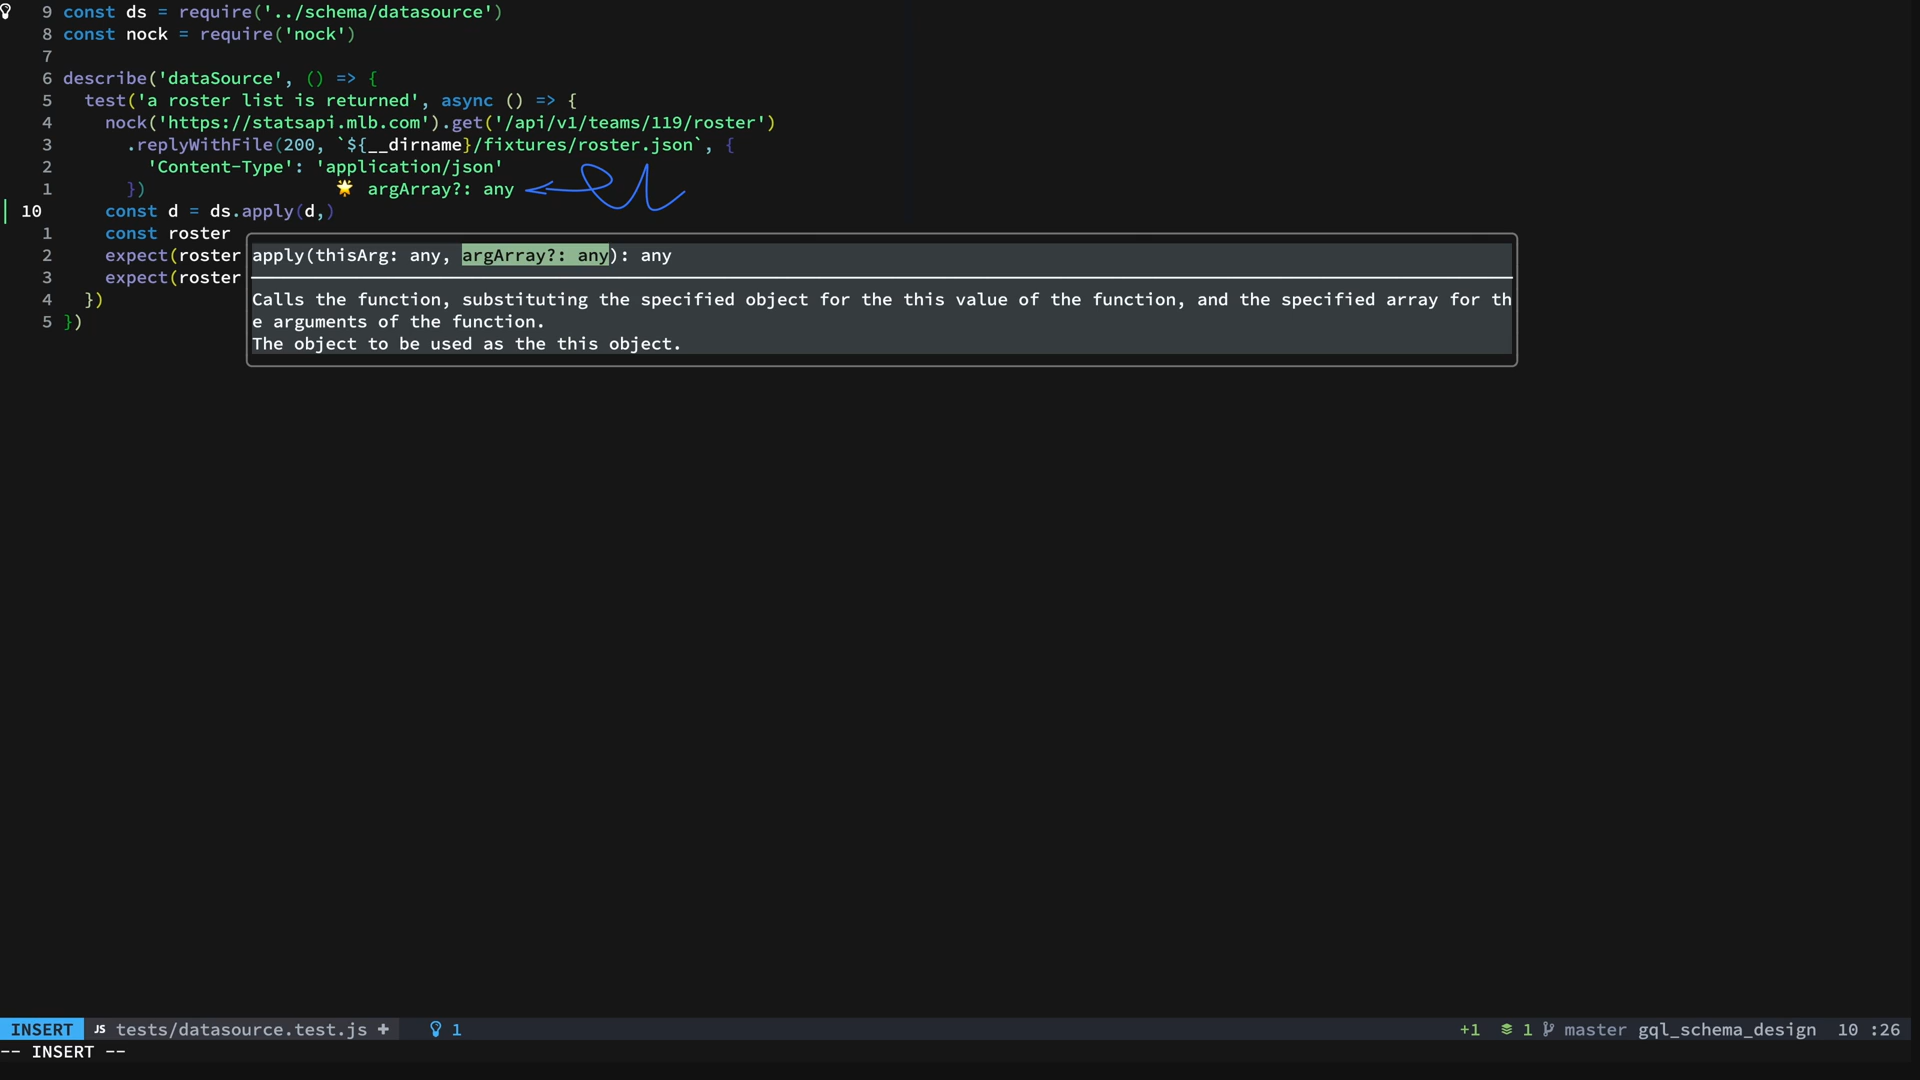 9 const ds = require('../schema/datasource')
8 const nock = require('nock')
7
6 describe('dataSource', () => {
5 test('a roster list is returned', async () => {
4 nock('https://statsapi.mlb.com').get('/api/v1/teams/119/roster')
3 .replyWithFile(200, `${__dirname}/fixtures/roster.json`, {
2 'Content-Type': 'application/json'
1 }) 🌟 argArray?: any
10 const d = ds.apply(d,)
1 const roster
2 expect(roster
3 expect(roster
4 })
5 })
apply(thisArg: any, argArray?: any): any
Calls the function, substituting the specified object for the this value of the function, and the specified array for th
e arguments of the function.
The object to be used as the this object.
INSERT JS tests/datasource.test.js + 1 +1 1 master gql_schema_design 10 :26
-- INSERT --